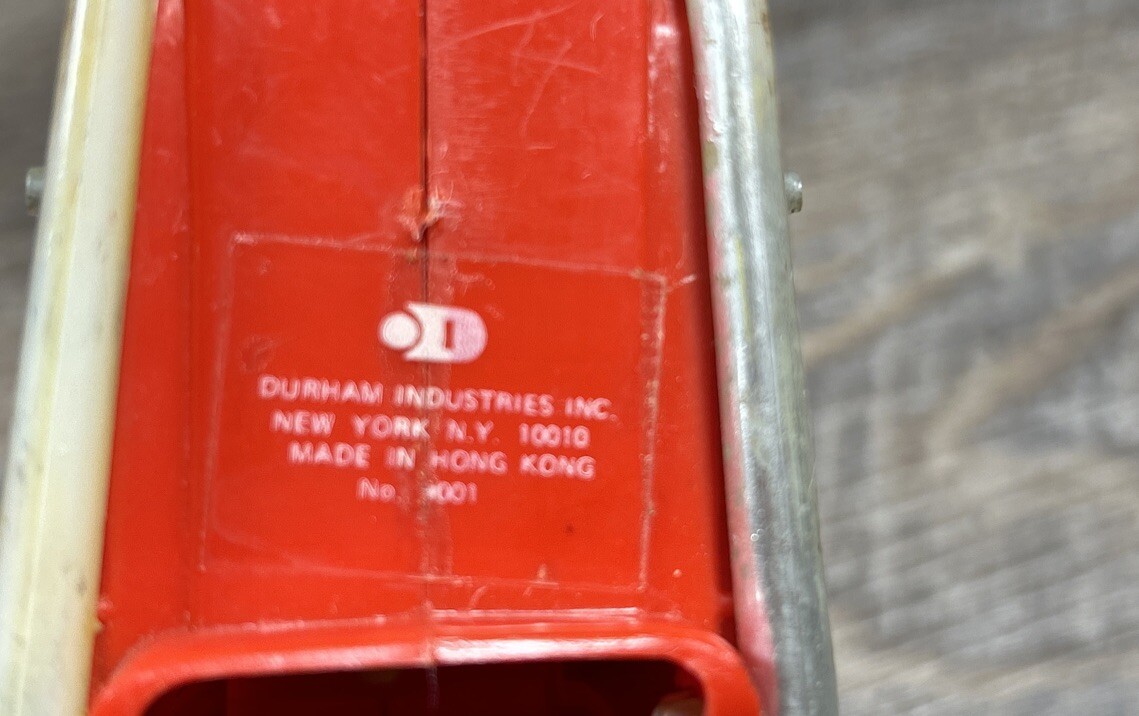 DURHAM INDUSTRIES INC.
NEW YORK N.Y. 10010
MADE IN HONG KONG
No.